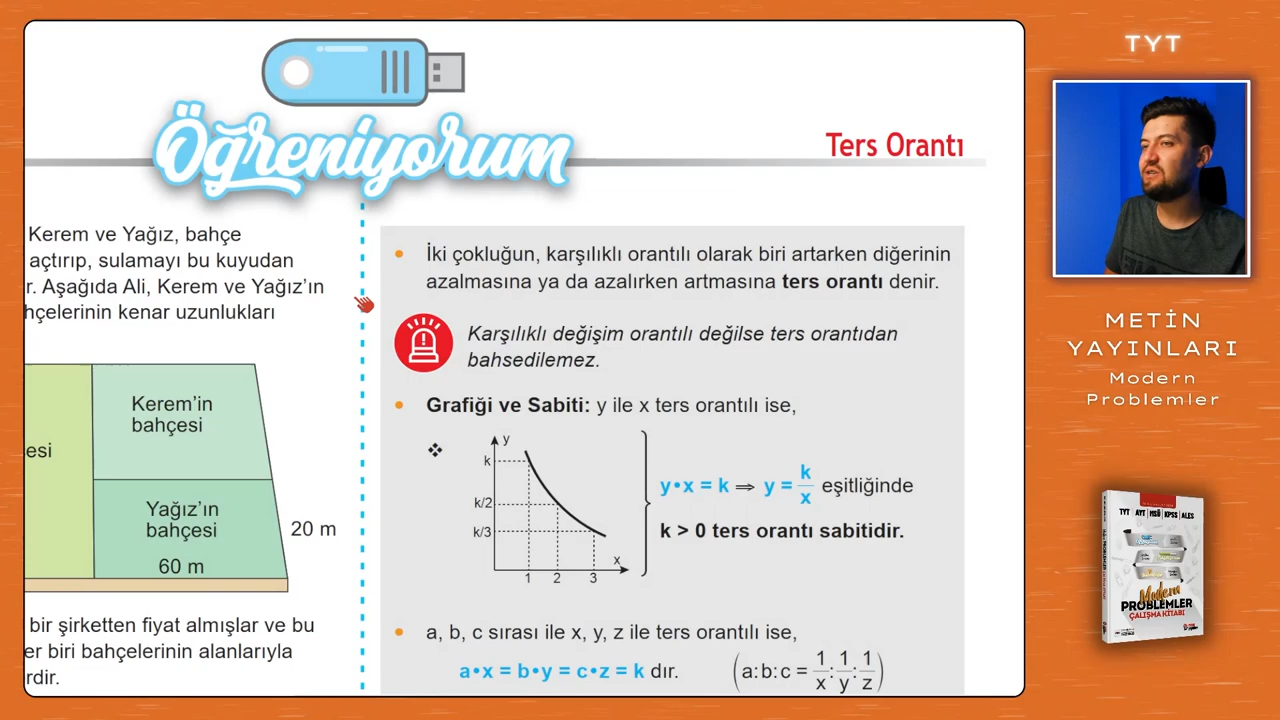 Öğreniyorum
Ters Orantı
Kerem ve Yağız, bahçe
açtırıp, sulamayı bu kuyudan
r. Aşağıda Ali, Kerem ve Yağız’ın
hçelerinin kenar uzunlukları
esi
Kerem’in
bahçesi
Yağız’ın
bahçesi
60 m
20 m
bir şirketten fiyat almışlar ve bu
er biri bahçelerinin alanlarıyla
rdir.
• İki çokluğun, karşılıklı orantılı olarak biri artarken diğerinin
azalmasına ya da azalırken artmasına ters orantı denir.
Karşılıklı değişim orantılı değilse ters orantıdan
bahsedilemez.
• Grafiği ve Sabiti: y ile x ters orantılı ise,
❖
y
k
k/2
k/3
x
1 2 3
y•x = k ⇒ y = k/x eşitliğinde
k > 0 ters orantı sabitidir.
• a, b, c sırası ile x, y, z ile ters orantılı ise,
a•x = b•y = c•z = k dır. (a:b:c = 1/x : 1/y : 1/z)
TYT
METİN
YAYINLARI
Modern
Problemler
TYT | AYT | MSÜ | KPSS | ALES
Modern
PROBLEMLER
ÇALIŞMA KİTABI